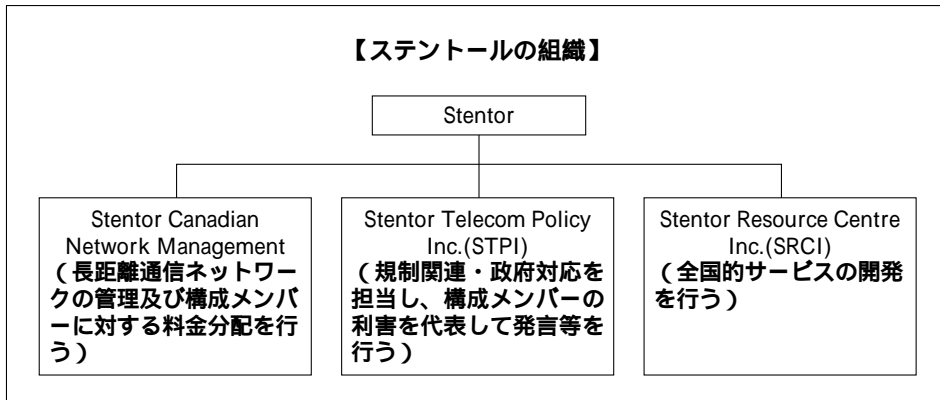 【ステントールの組織】
Stentor
Stentor Canadian
Network Management
（長距離通信ネットワー
クの管理及び構成メンバ
ーに対する料金分配を行
う）
Stentor Telecom Policy
Inc.(STPI)
（規制関連・政府対応を
担当し、構成メンバーの
利害を代表して発言等を
行う）
Stentor Resource Centre
Inc.(SRCI)
（全国的サービスの開発
を行う）